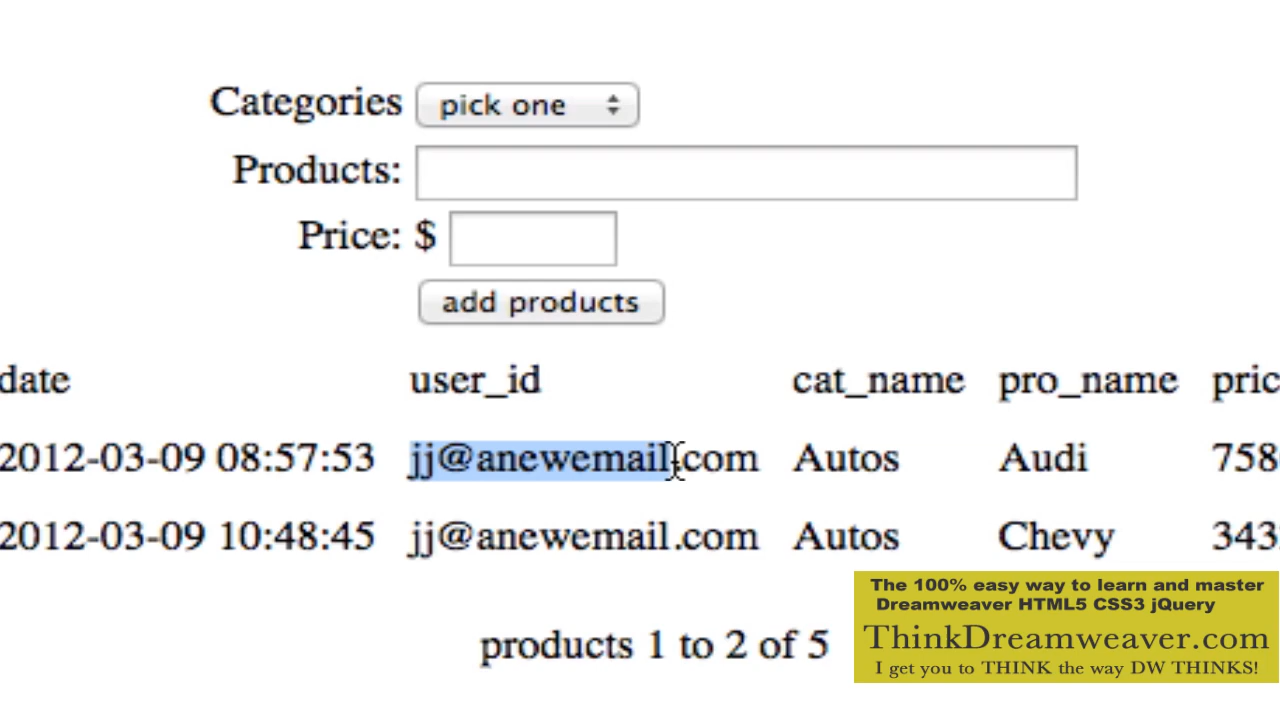 Categories pick one
Products:
Price: $
add products
date user_id cat_name pro_name pric
2012-03-09 08:57:53 jj@anewemail.com Autos Audi 758
2012-03-09 10:48:45 jj@anewemail.com Autos Chevy 343
products 1 to 2 of 5
The 100% easy way to learn and master
Dreamweaver HTML5 CSS3 jQuery
ThinkDreamweaver.com
I get you to THINK the way DW THINKS!